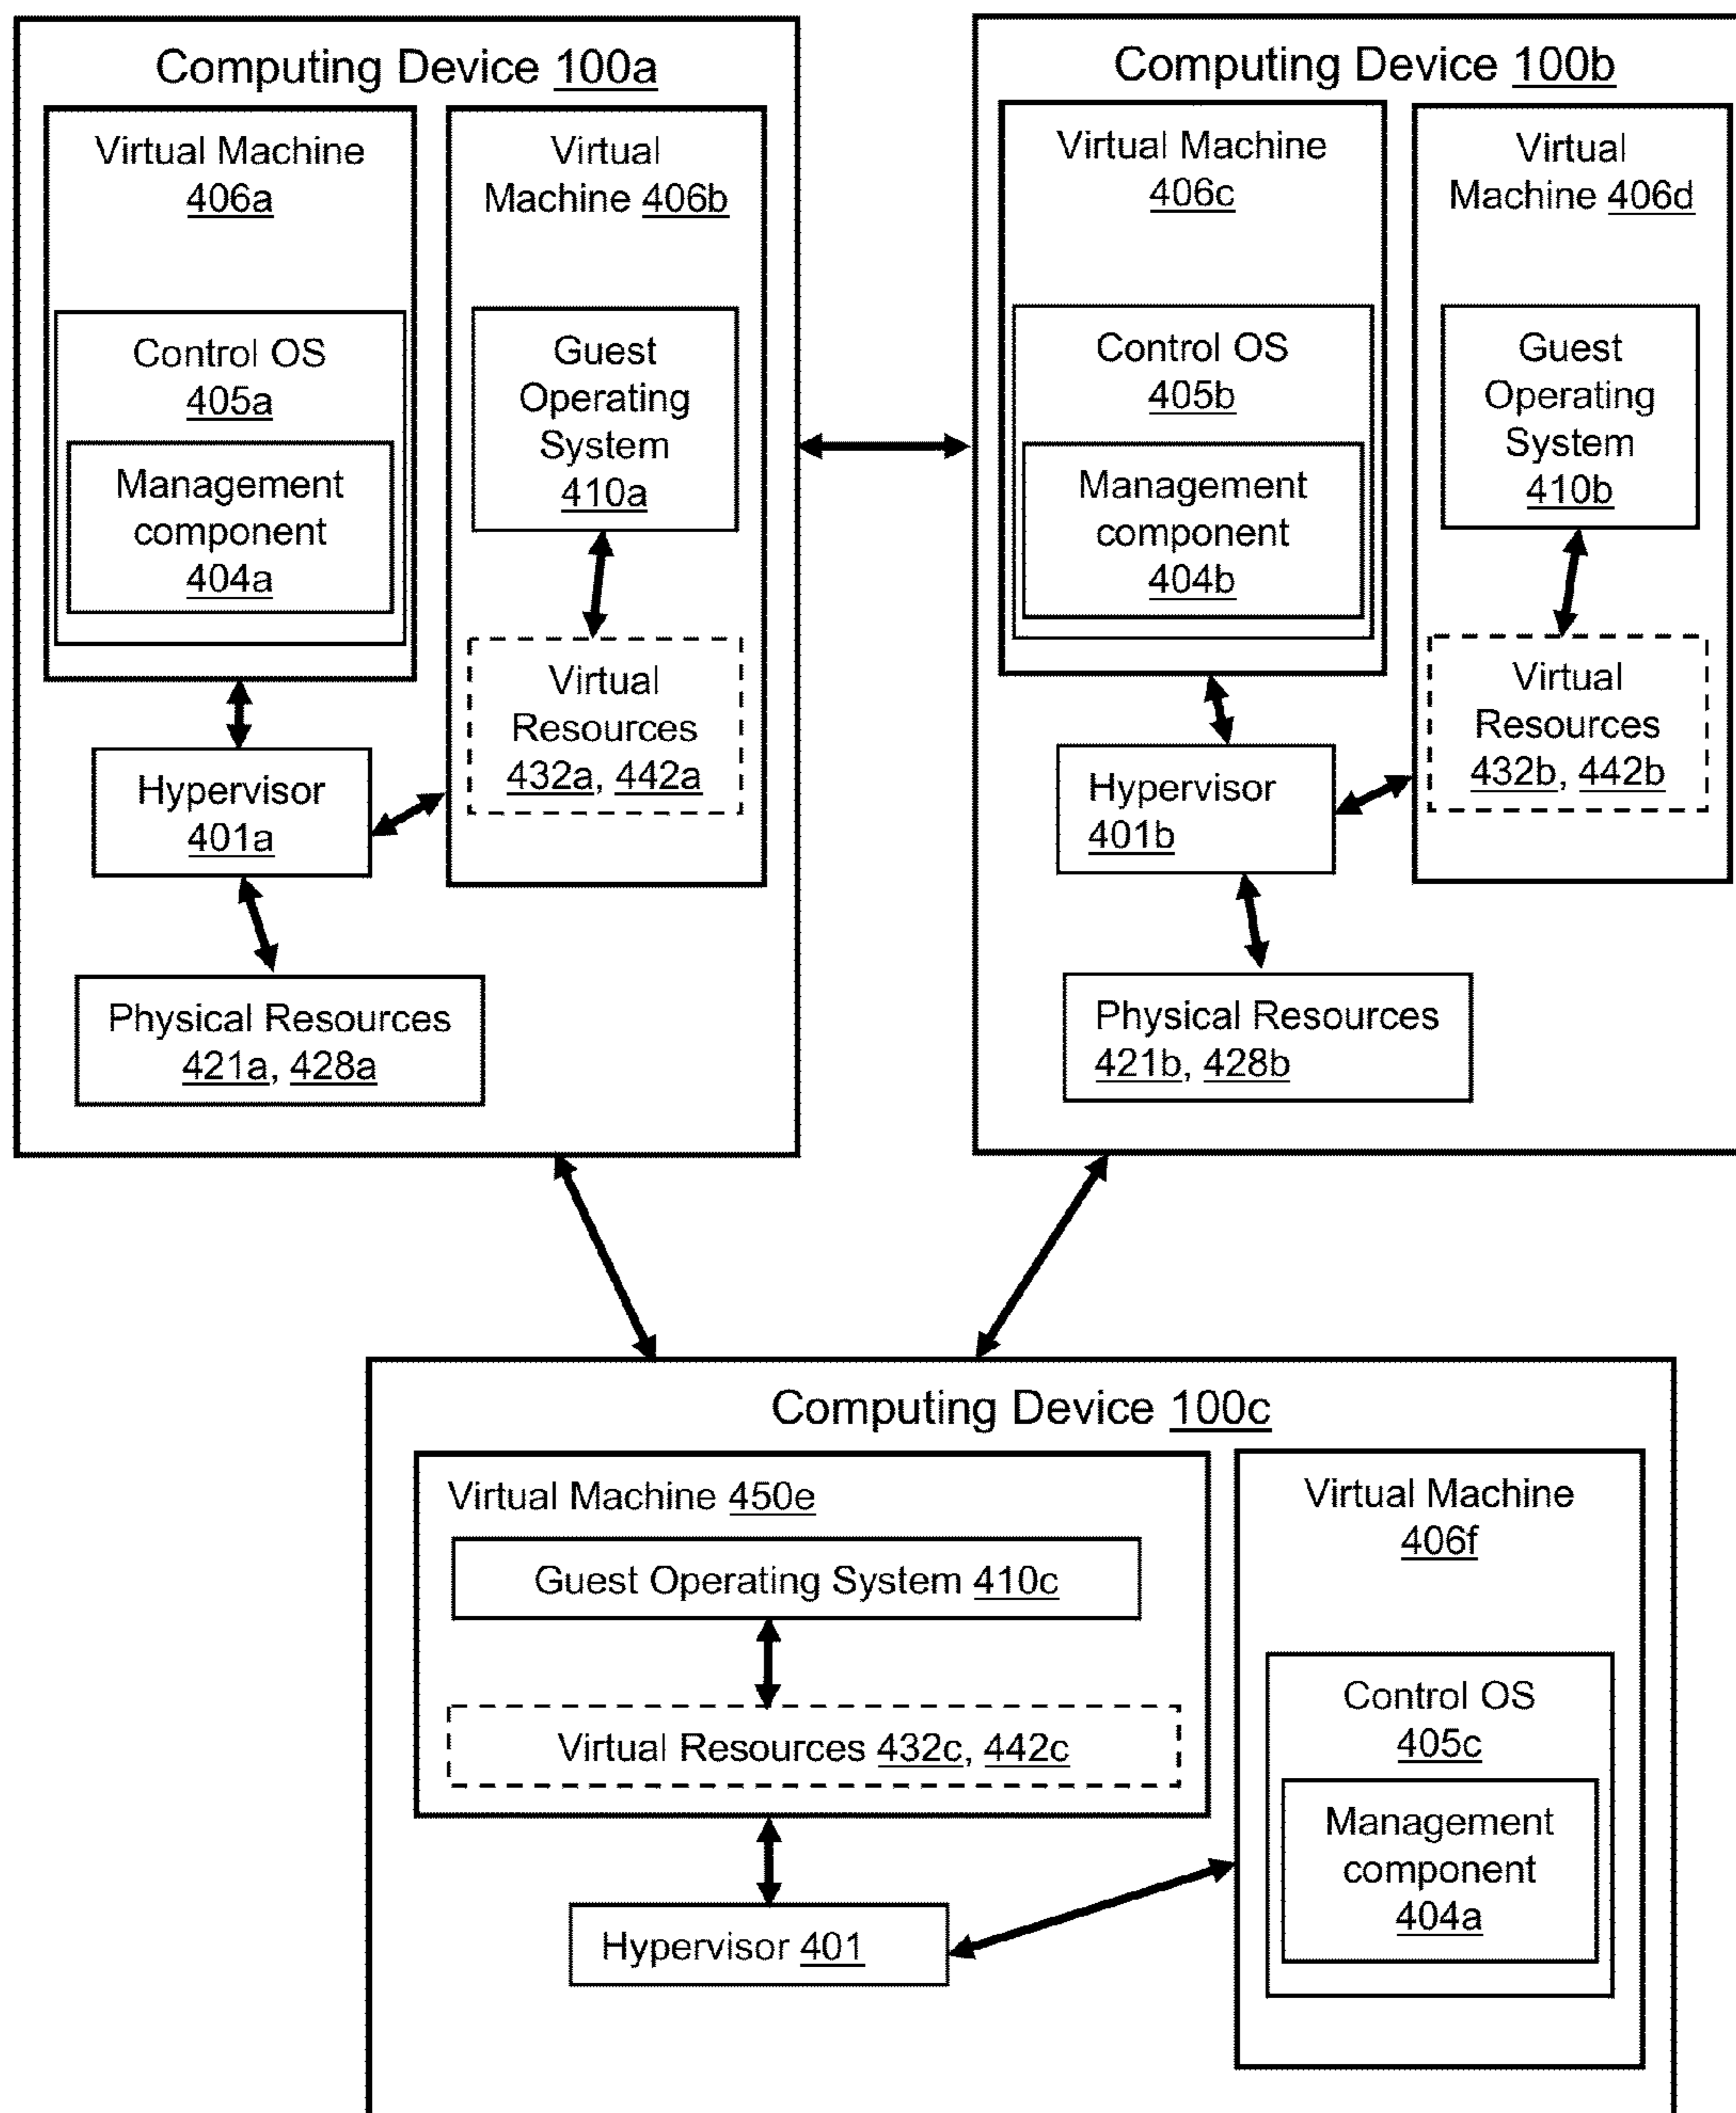 Computing Device 100a
Virtual Machine
406a
Virtual
Machine 406b
Control OS
405a
Management
component
404a
Guest
Operating
System
410a
Virtual
Resources
432a, 442a
Hypervisor
401a
Physical Resources
421a, 428a
Computing Device 100b
Virtual Machine
406c
Virtual
Machine 406d
Control OS
405b
Management
component
404b
Guest
Operating
System
410b
Virtual
Resources
432b, 442b
Hypervisor
401b
Physical Resources
421b, 428b
Computing Device 100c
Virtual Machine 450e
Guest Operating System 410c
Virtual Resources 432c, 442c
Hypervisor 401
Virtual Machine
406f
Control OS
405c
Management
component
404a